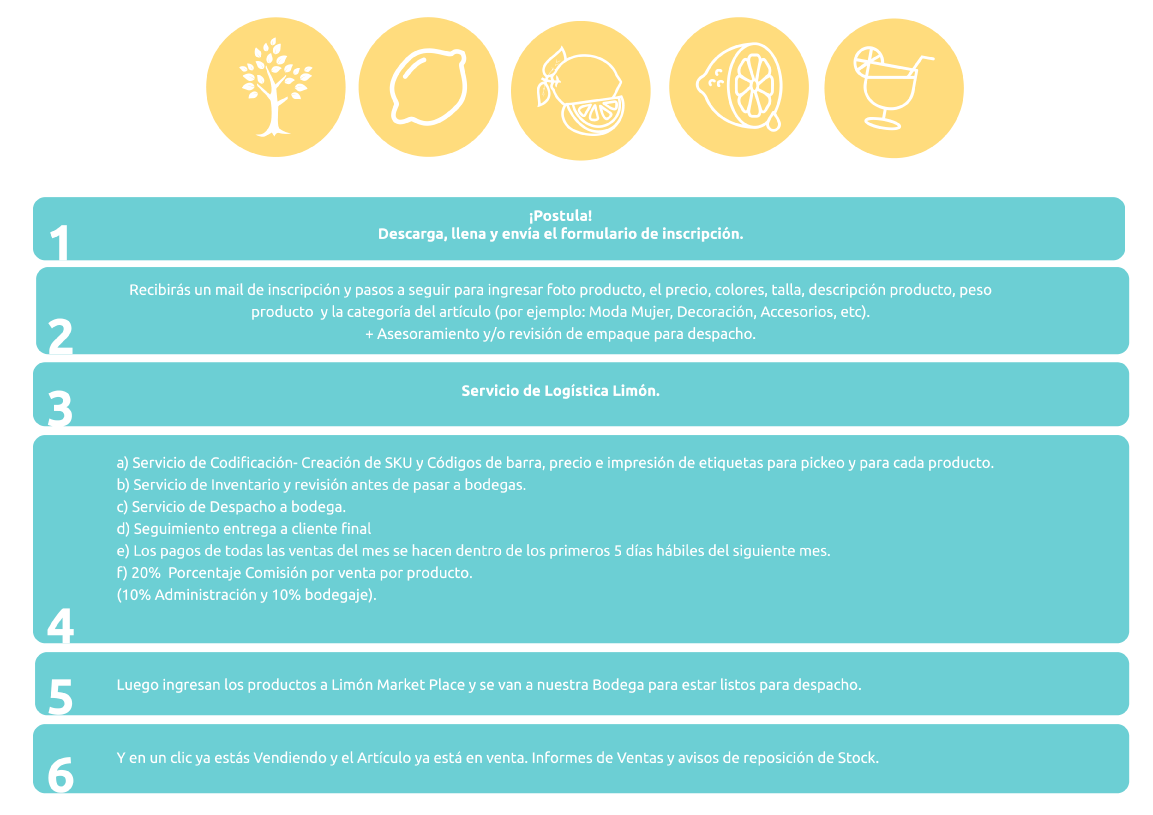 ¡Postula!
Descarga, llena y envía el formulario de inscripción.
1
Recibirás un mail de inscripción y pasos a seguir para ingresar foto producto, el precio, colores, talla, descripción producto, peso
producto  y la categoría del artículo (por ejemplo: Moda Mujer, Decoración, Accesorios, etc).
+ Asesoramiento y/o revisión de empaque para despacho.
2
Servicio de Logística Limón.
3
a) Servicio de Codificación- Creación de SKU y Códigos de barra, precio e impresión de etiquetas para pickeo y para cada producto.
b) Servicio de Inventario y revisión antes de pasar a bodegas.
c) Servicio de Despacho a bodega.
d) Seguimiento entrega a cliente final
e) Los pagos de todas las ventas del mes se hacen dentro de los primeros 5 días hábiles del siguiente mes.
f) 20%  Porcentaje Comisión por venta por producto.
(10% Administración y 10% bodegaje).
4
Luego ingresan los productos a Limón Market Place y se van a nuestra Bodega para estar listos para despacho.
5
Y en un clic ya estás Vendiendo y el Artículo ya está en venta. Informes de Ventas y avisos de reposición de Stock.
6